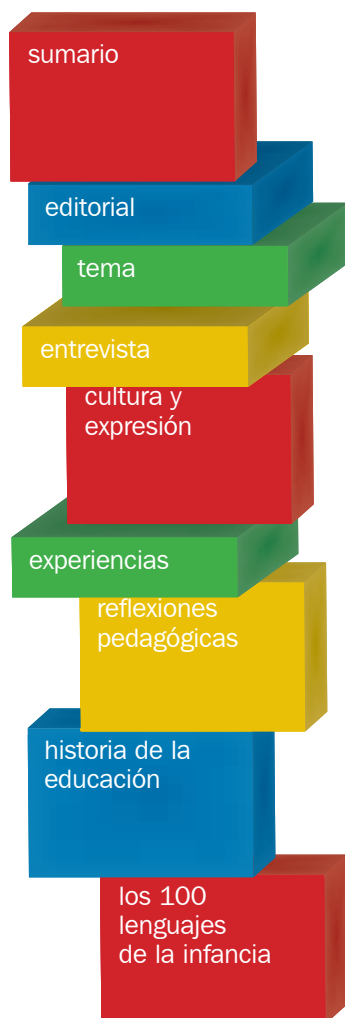 sumario
editorial
tema
entrevista
cultura y
expresión
experiencias
reflexiones
pedagógicas
historia de la
educación
los 100
lenguajes
de la infancia